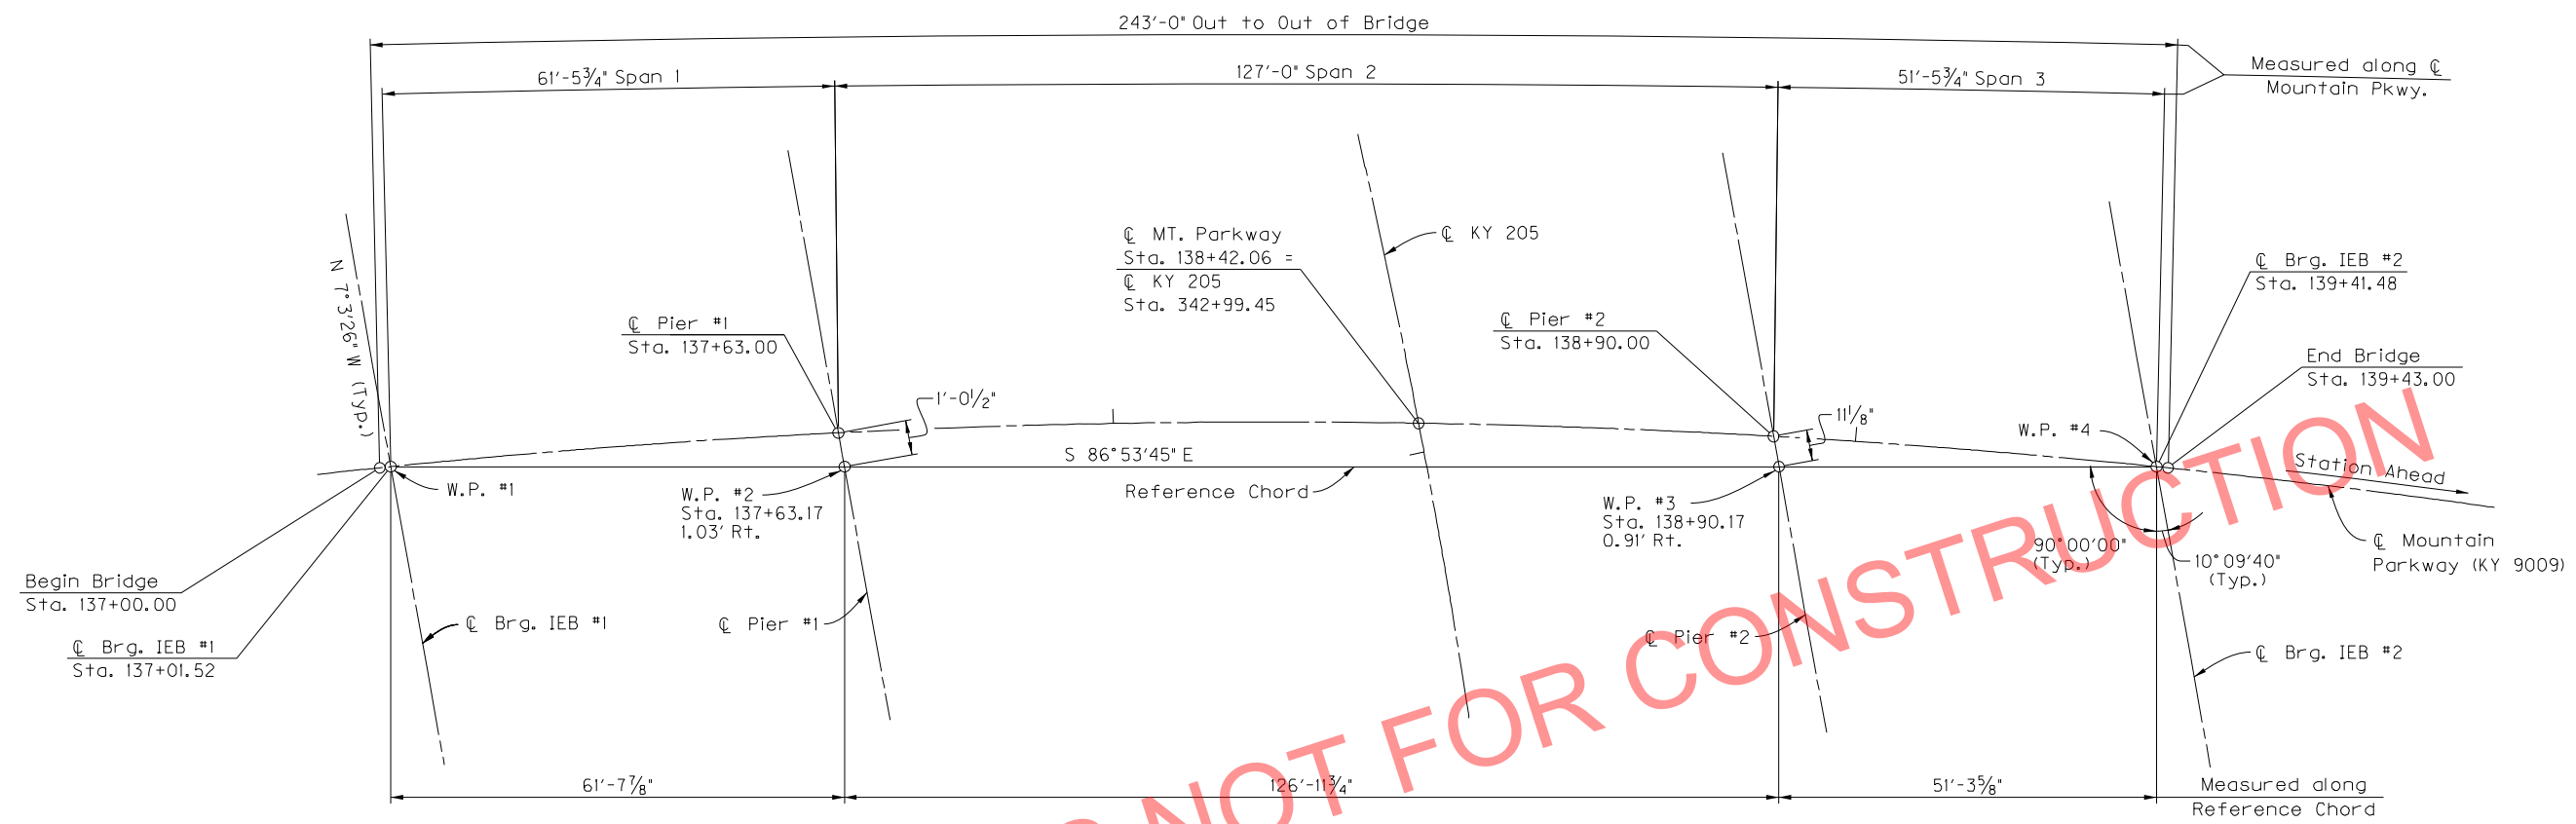 243'-0" Out to Out of Bridge
61'-5¾" Span 1
127'-0" Span 2
51'-5¾" Span 3
Measured along ℄
Mountain Pkwy.
N 7°3'26" W (Typ.)
℄ MT. Parkway
Sta. 138+42.06 =
℄ KY 205
Sta. 342+99.45
℄ KY 205
℄ Brg. IEB #2
Sta. 139+41.48
℄ Pier #1
Sta. 137+63.00
℄ Pier #2
Sta. 138+90.00
End Bridge
Sta. 139+43.00
1'-0½"
11⅛"
W.P. #4
S 86°53'45" E
Station Ahead
W.P. #1
W.P. #2
Sta. 137+63.17
1.03' Rt.
Reference Chord
W.P. #3
Sta. 138+90.17
0.91' Rt.
90°00'00"
(Typ.)
10°09'40"
(Typ.)
℄ Mountain
Parkway (KY 9009)
Begin Bridge
Sta. 137+00.00
℄ Brg. IEB #1
Sta. 137+01.52
℄ Brg. IEB #1
℄ Pier #1
℄ Pier #2
℄ Brg. IEB #2
61'-7⅞"
126'-11¾"
51'-3⅝"
Measured along
Reference Chord
NOT FOR CONSTRUCTION